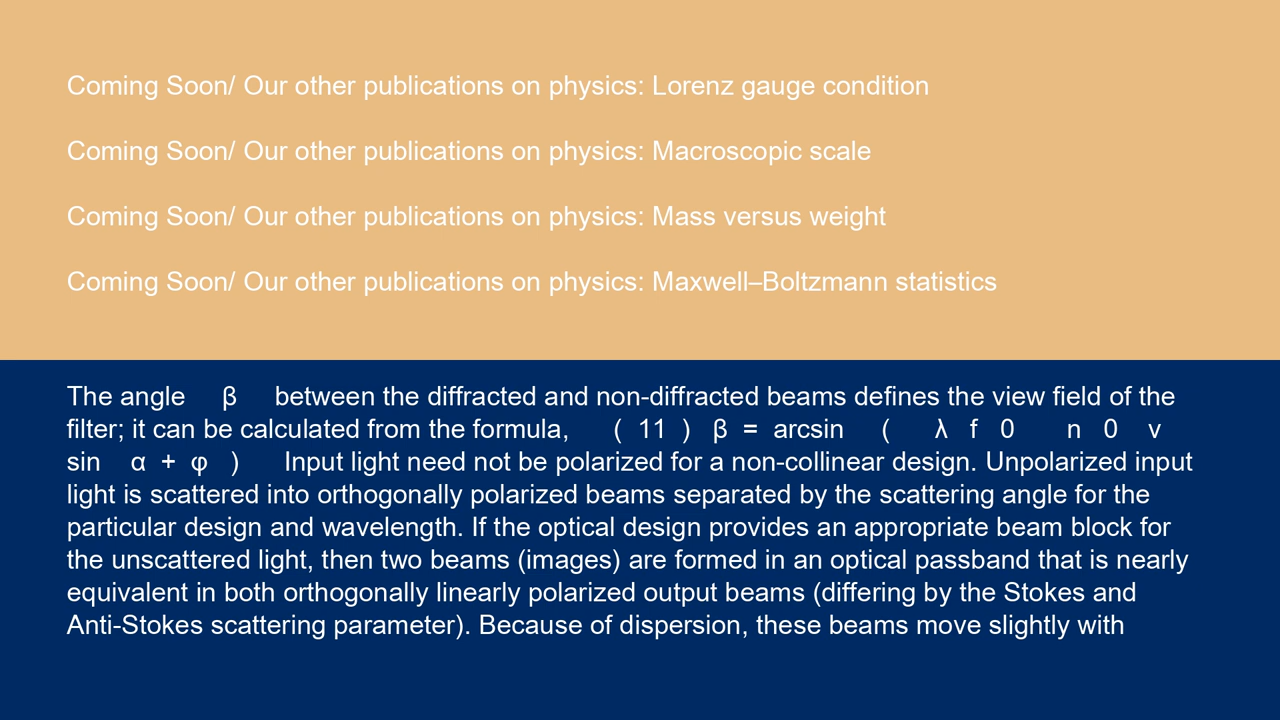 Coming Soon/ Our other publications on physics: Lorenz gauge condition
Coming Soon/ Our other publications on physics: Macroscopic scale
Coming Soon/ Our other publications on physics: Mass versus weight
Coming Soon/ Our other publications on physics: Maxwell–Boltzmann statistics
The angle β between the diffracted and non-diffracted beams defines the view field of the
filter; it can be calculated from the formula, ( 11 ) β = arcsin ( λ f 0 n 0 v
sin α + φ ) Input light need not be polarized for a non-collinear design. Unpolarized input
light is scattered into orthogonally polarized beams separated by the scattering angle for the
particular design and wavelength. If the optical design provides an appropriate beam block for
the unscattered light, then two beams (images) are formed in an optical passband that is nearly
equivalent in both orthogonally linearly polarized output beams (differing by the Stokes and
Anti-Stokes scattering parameter). Because of dispersion, these beams move slightly with